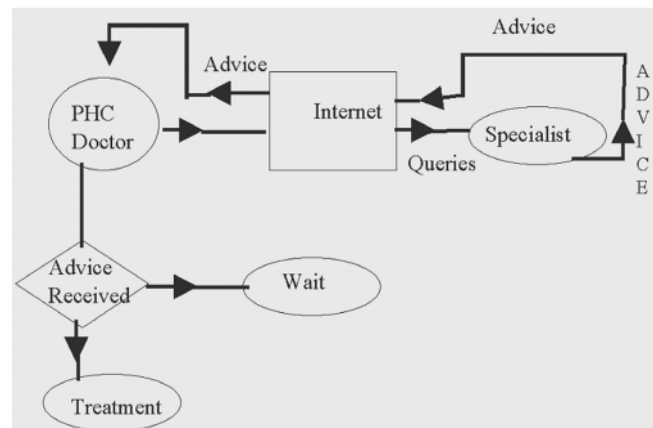 Advice
Advice
PHC
Doctor
Internet
Specialist
Queries
A
D
V
I
C
E
Advice
Received
Wait
Treatment